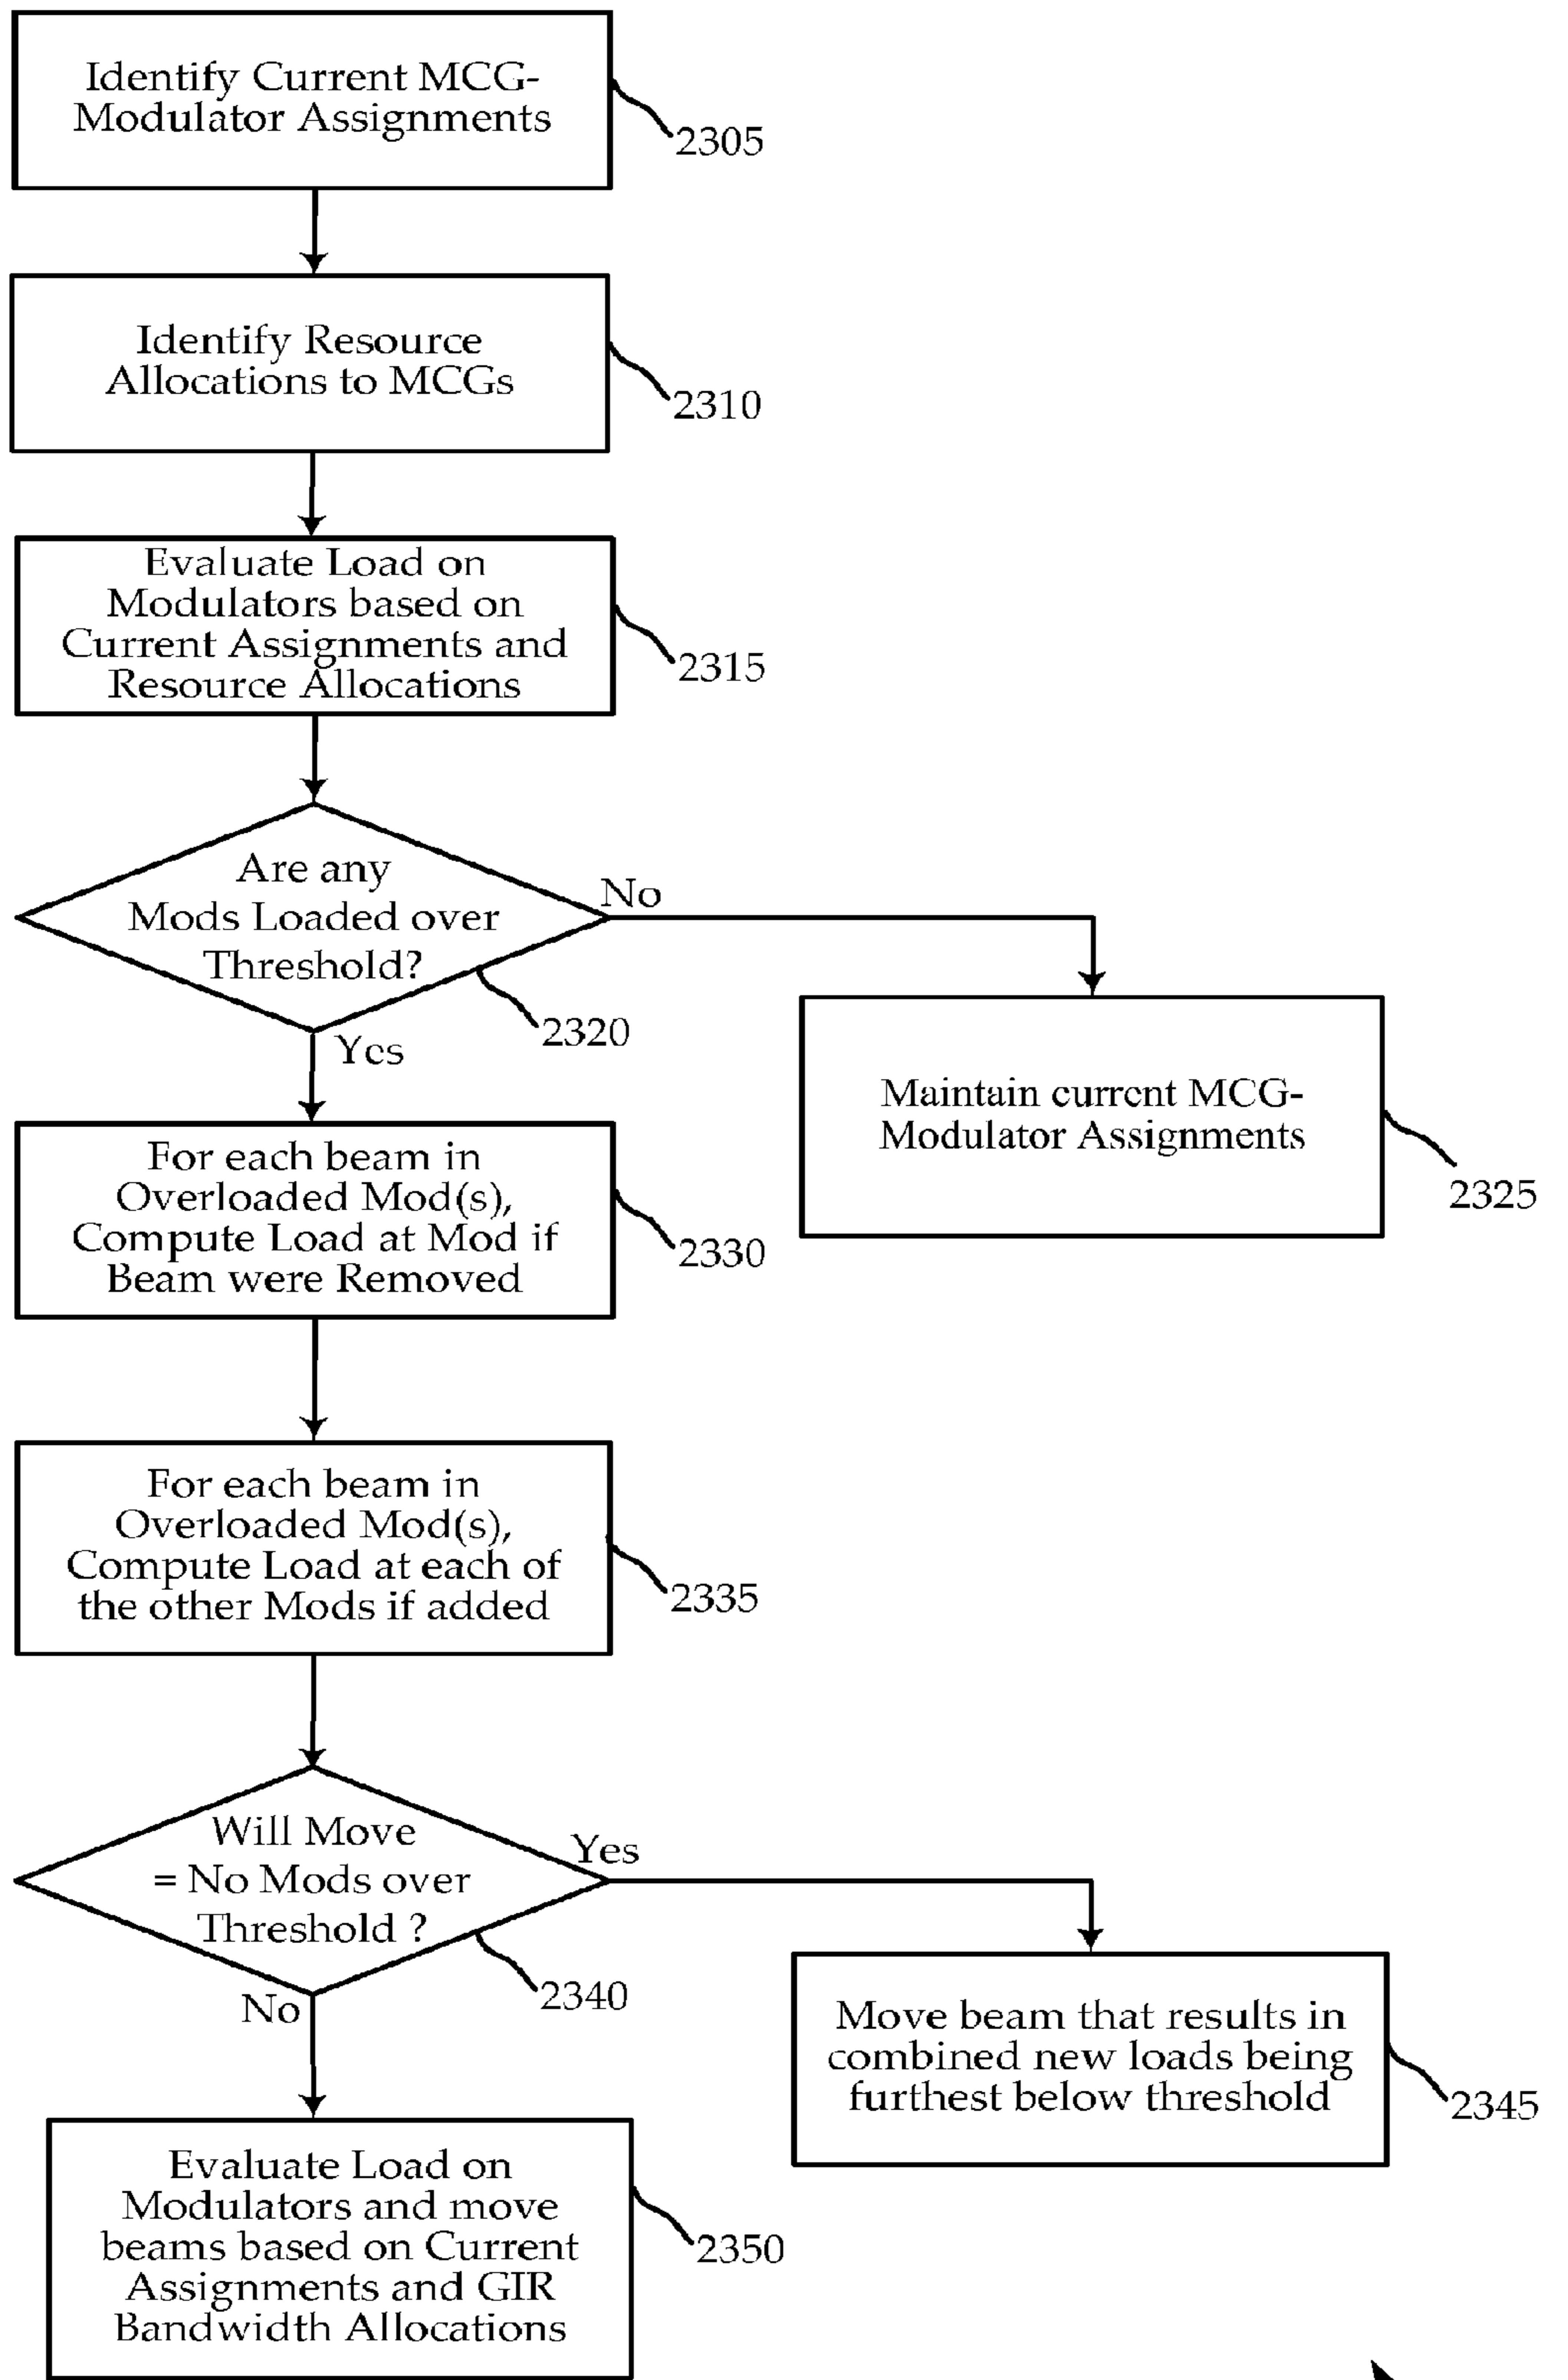 Identify Current MCG-
Modulator Assignments
2305
Identify Resource
Allocations to MCGs
2310
Evaluate Load on
Modulators based on
Current Assignments and
Resource Allocations
2315
Are any
Mods Loaded over
Threshold?
No
2320
Yes
Maintain current MCG-
Modulator Assignments
2325
For each beam in
Overloaded Mod(s),
Compute Load at Mod if
Beam were Removed
2330
For each beam in
Overloaded Mod(s),
Compute Load at each of
the other Mods if added
2335
Will Move
= No Mods over
Threshold ?
Yes
2340
No
Move beam that results in
combined new loads being
furthest below threshold
2345
Evaluate Load on
Modulators and move
beams based on Current
Assignments and GIR
Bandwidth Allocations
2350